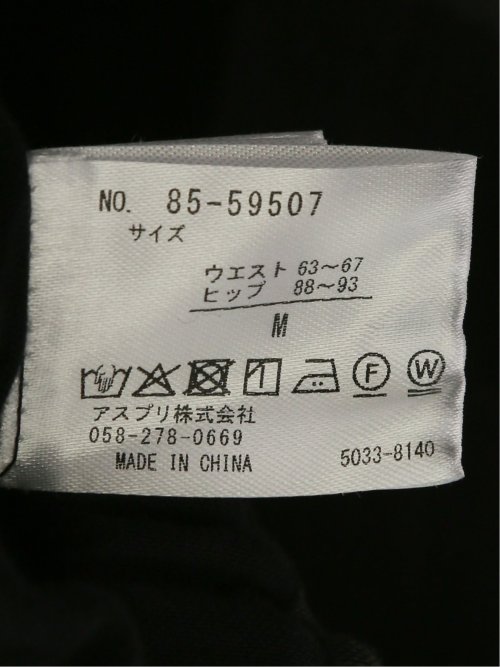 NO. 85-59507
サイズ
ウエスト 63～67
ヒップ 88～93
M
F W
アスプリ株式会社
058-278-0669
MADE IN CHINA
5033-8140